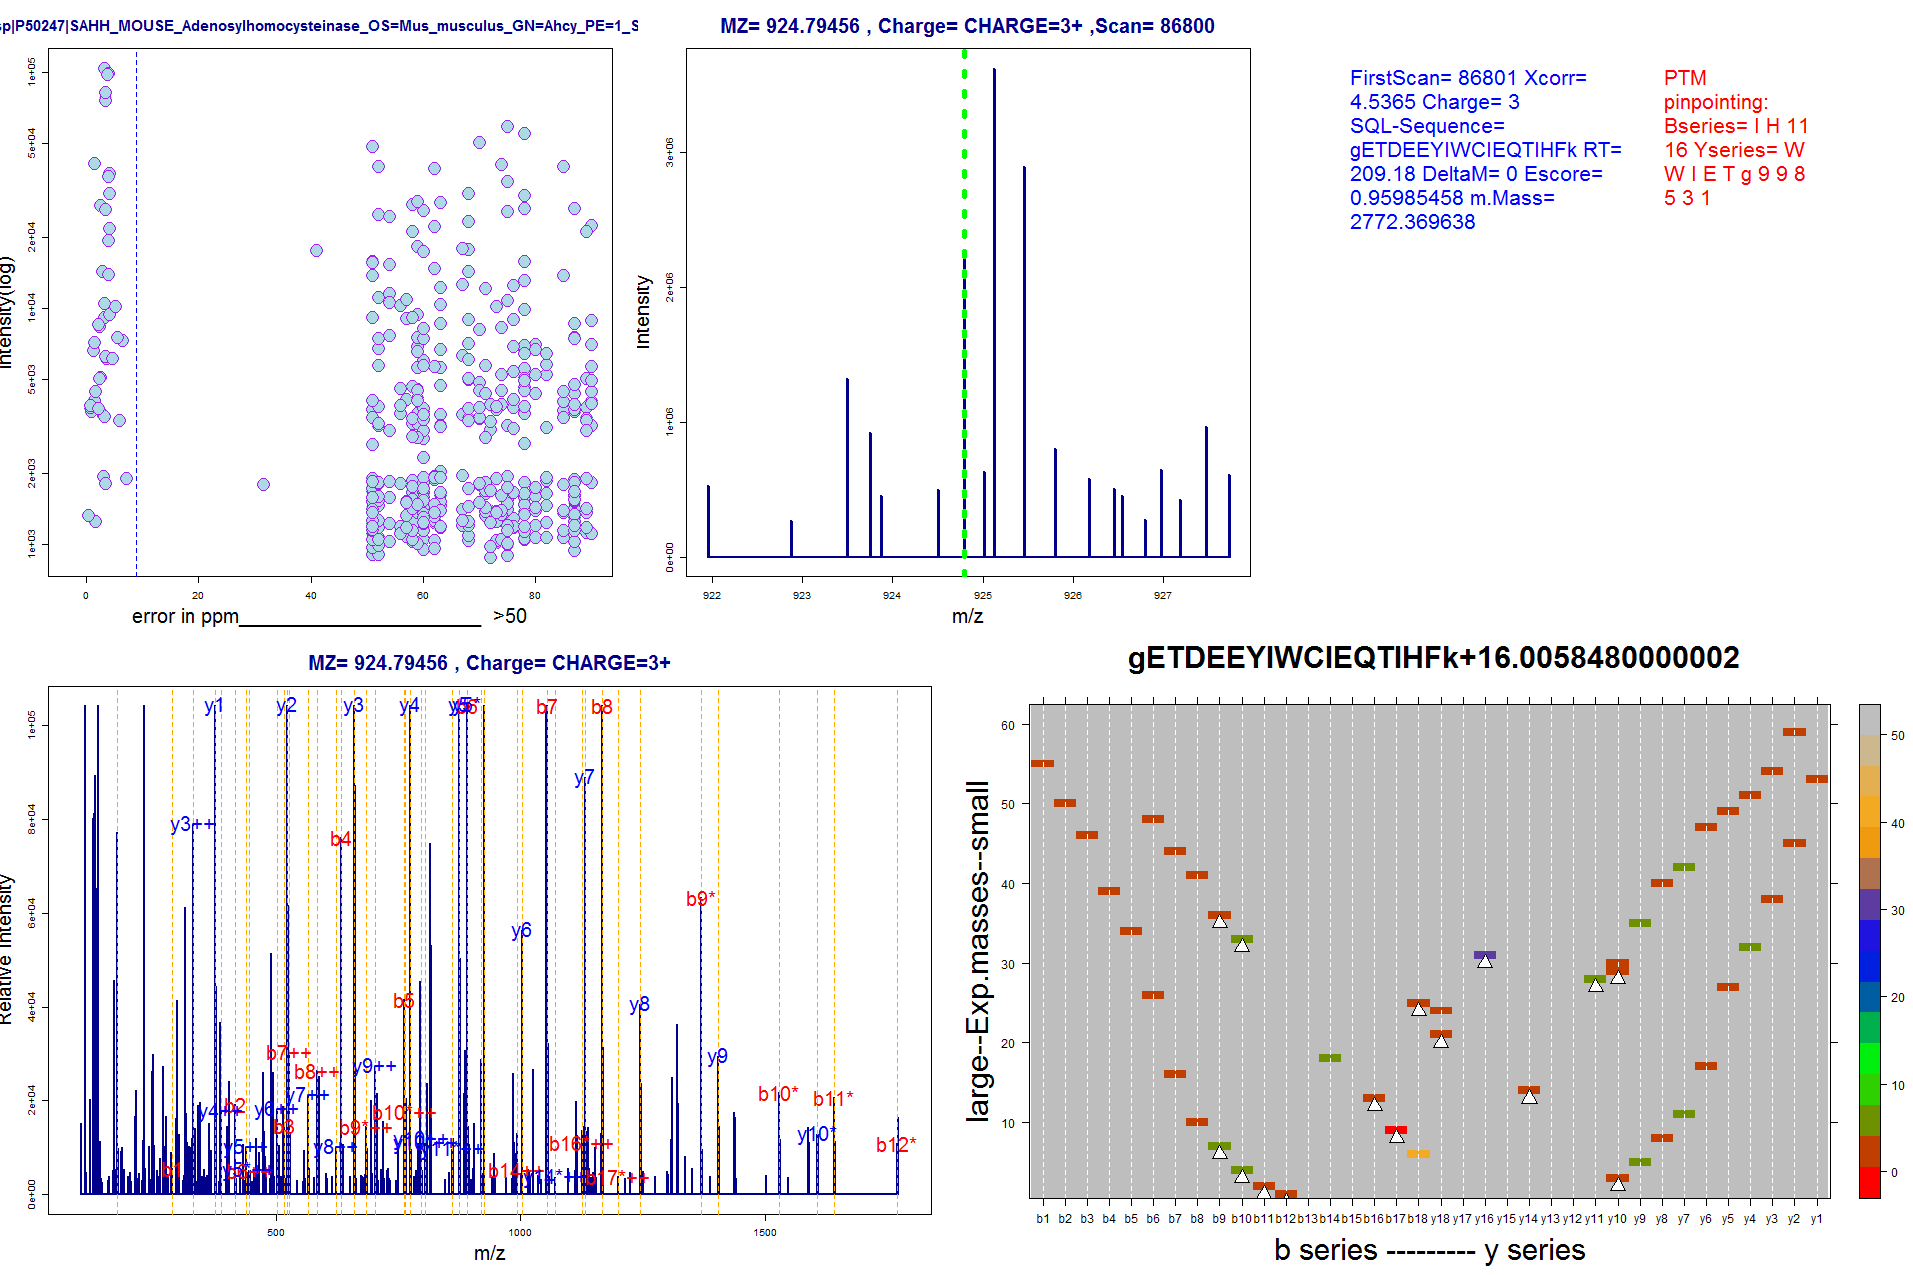 sp|P50247|SAHH_MOUSE_Adenosylhomocysteinase_OS=Mus_musculus_GN=Ahcy_PE=1_S
Intensity(log)
1e+05
5e+04
2e+04
1e+04
5e+03
2e+03
1e+03
0 20 40 60 80
error in ppm >50
MZ= 924.79456 , Charge= CHARGE=3+ ,Scan= 86800
Intensity
3e+06
2e+06
1e+06
0e+00
922 923 924 925 926 927
m/z
FirstScan= 86801 Xcorr=
4.5365 Charge= 3
SQL-Sequence=
gETDEEYIWCIEQTIHFk RT=
209.18 DeltaM= 0 Escore=
0.95985458 m.Mass=
2772.369638
PTM
pinpointing:
Bseries= I H 11
16 Yseries= W
W I E T g 9 9 8
5 3 1
MZ= 924.79456 , Charge= CHARGE=3+
Relative Intensity
1e+05
8e+04
6e+04
4e+04
2e+04
0e+00
y1 y2 y3 y4 b7 b8
y7
y3++
b4
b9*
y6
b5
y8
b7++
y9
y9++
b8++
y7++
b10*
b11*
b2
y4++
y6++
b10*++
b3
b9*++
y10*
y5++
y8++
b16*++
b12*
b1
b14++
b17*++
500 1000 1500
m/z
gETDEEYIWCIEQTIHFk+16.0058480000002
large--Exp.masses--small
60
50
40
30
20
10
b1 b2 b3 b4 b5 b6 b7 b8 b9 b10 b11 b12 b13 b14 b15 b16 b17 b18 y18 y17 y16 y15 y14 y13 y12 y11 y10 y9 y8 y7 y6 y5 y4 y3 y2 y1
b series --------- y series
50
40
30
20
10
0